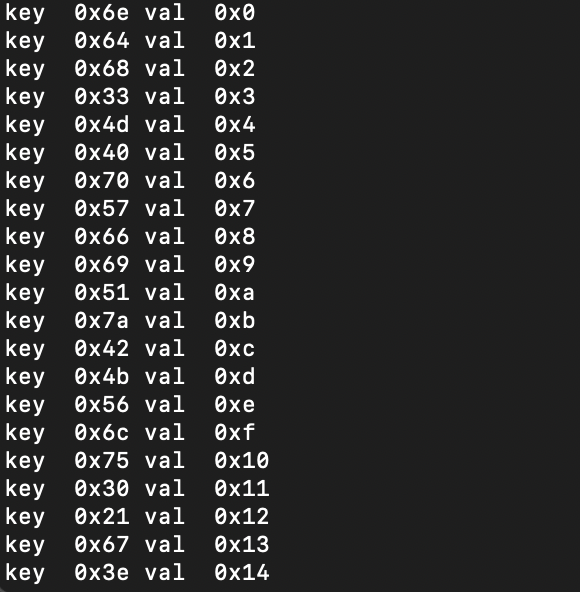 key  0x6e val  0x0
key  0x64 val  0x1
key  0x68 val  0x2
key  0x33 val  0x3
key  0x4d val  0x4
key  0x40 val  0x5
key  0x70 val  0x6
key  0x57 val  0x7
key  0x66 val  0x8
key  0x69 val  0x9
key  0x51 val  0xa
key  0x7a val  0xb
key  0x42 val  0xc
key  0x4b val  0xd
key  0x56 val  0xe
key  0x6c val  0xf
key  0x75 val  0x10
key  0x30 val  0x11
key  0x21 val  0x12
key  0x67 val  0x13
key  0x3e val  0x14